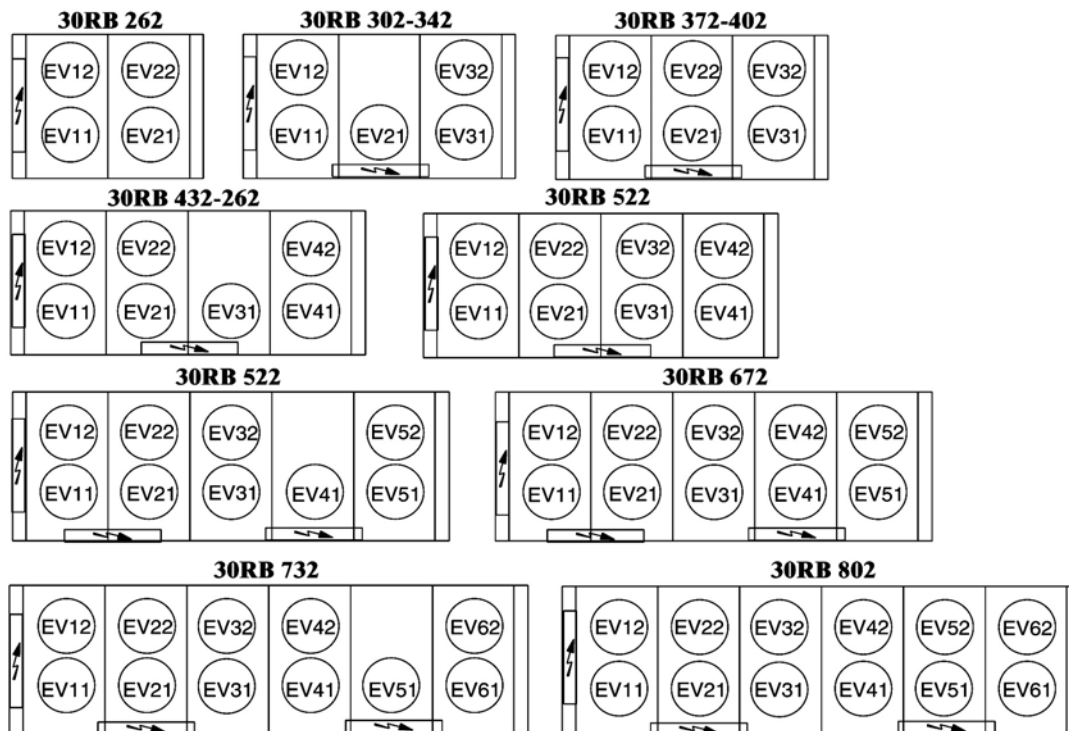 30RB 262 30RB 302-342 30RB 372-402
EV12 EV22 EV12 EV32 EV12 EV22 EV32
EV11 EV21 EV11 EV21 EV31 EV11 EV21 EV31
30RB 432-262 30RB 522
EV12 EV22 EV42 EV12 EV22 EV32 EV42
EV11 EV21 EV31 EV41 EV11 EV21 EV31 EV41
30RB 522 30RB 672
EV12 EV22 EV32 EV52 EV12 EV22 EV32 EV42 EV52
EV11 EV21 EV31 EV41 EV51 EV11 EV21 EV31 EV41 EV51
30RB 732 30RB 802
EV12 EV22 EV32 EV42 EV62 EV12 EV22 EV32 EV42 EV52 EV62
EV11 EV21 EV31 EV41 EV51 EV61 EV11 EV21 EV31 EV41 EV51 EV61